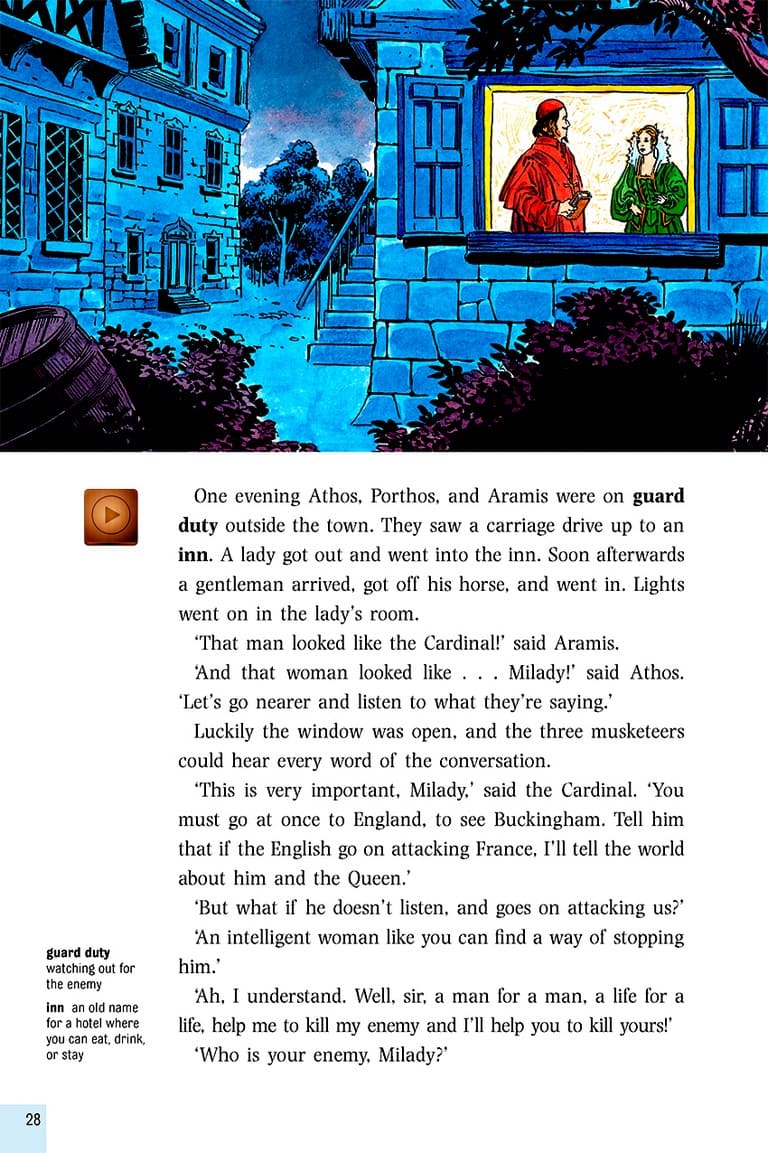 One evening Athos, Porthos, and Aramis were on guard
duty outside the town. They saw a carriage drive up to an
inn. A lady got out and went into the inn. Soon afterwards
a gentleman arrived, got off his horse, and went in. Lights
went on in the lady's room.
‘That man looked like the Cardinal!’ said Aramis.
‘And that woman looked like . . . Milady!’ said Athos.
‘Let's go nearer and listen to what they're saying.’
Luckily the window was open, and the three musketeers
could hear every word of the conversation.
‘This is very important, Milady,’ said the Cardinal. ‘You
must go at once to England, to see Buckingham. Tell him
that if the English go on attacking France, I'll tell the world
about him and the Queen.’
‘But what if he doesn't listen, and goes on attacking us?’
‘An intelligent woman like you can find a way of stopping
him.’
‘Ah, I understand. Well, sir, a man for a man, a life for a
life, help me to kill my enemy and I'll help you to kill yours!’
‘Who is your enemy, Milady?’
guard duty
watching out for
the enemy
inn an old name
for a hotel where
you can eat, drink,
or stay
28